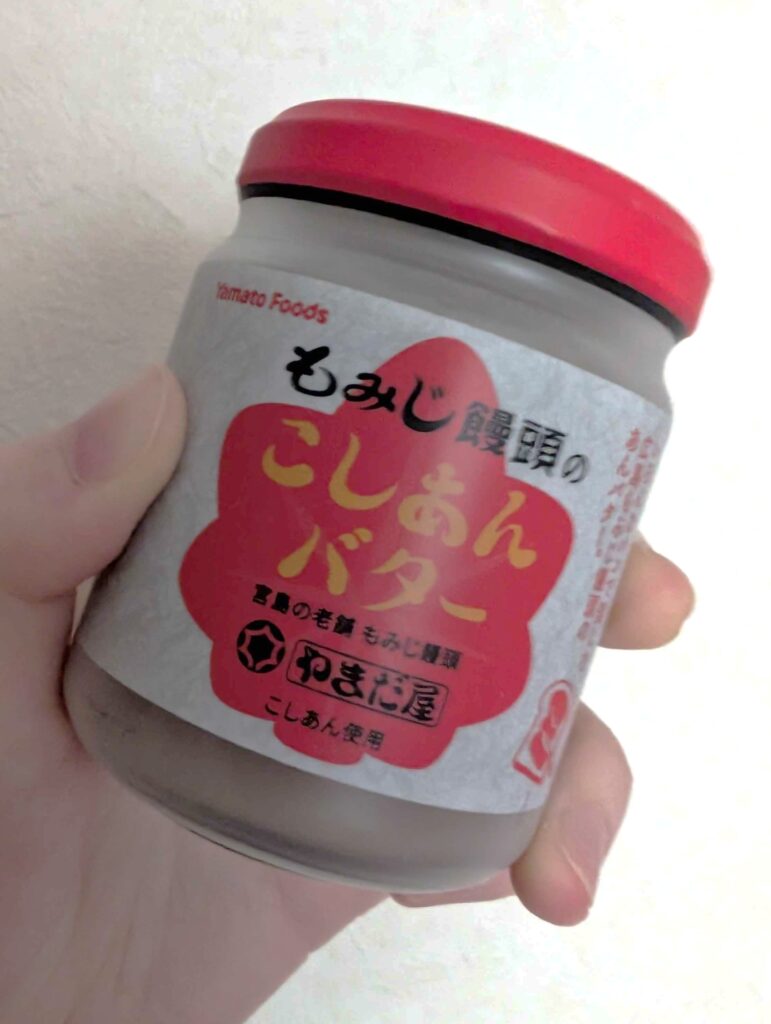 Yamato Foods
もみじ饅頭の
こしあん
バター
宮島の老舗 もみじ饅頭
やまだ屋
こしあん使用